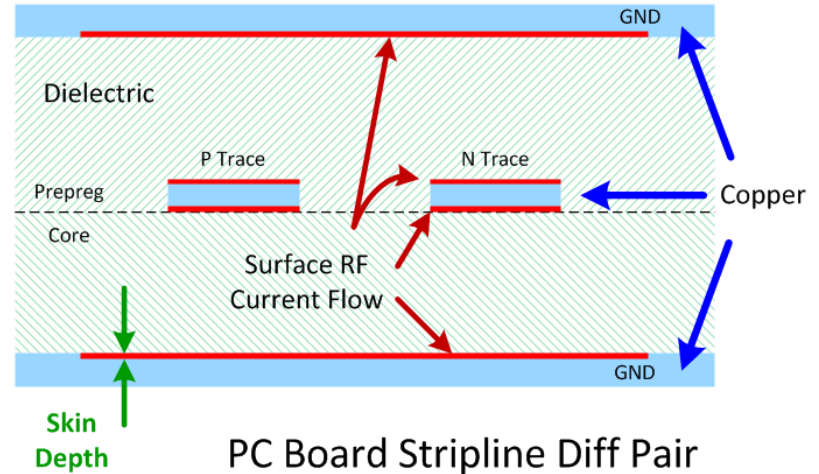 GND
Dielectric
P Trace
N Trace
Prepreg
Copper
Core
Surface RF
Current Flow
GND
Skin
Depth
PC Board Stripline Diff Pair